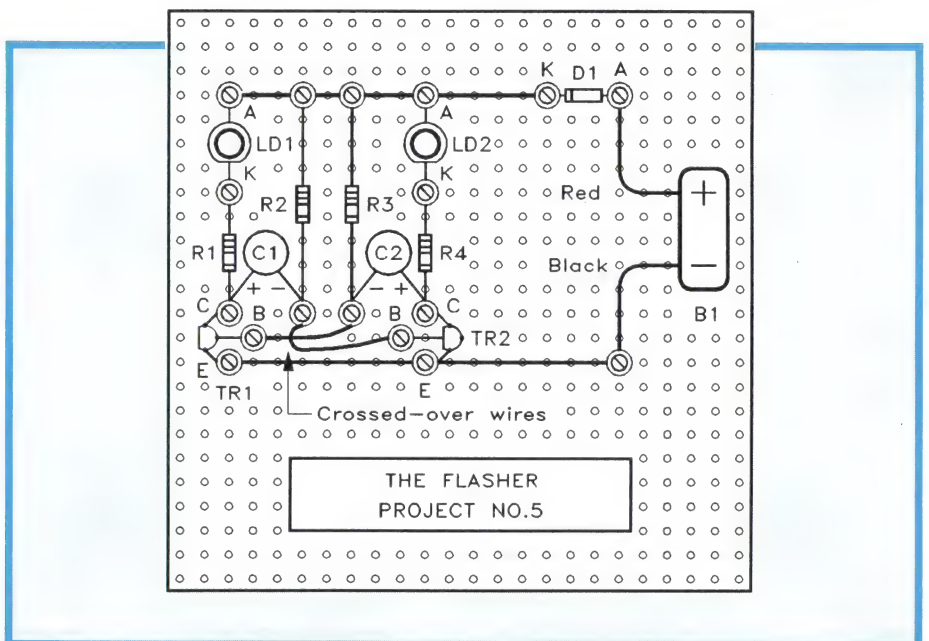 K D1 A
A A
LD1 LD2
K K
Red +
R2 R3
R1 C1 C2 R4
+ − − +
Black −
C B B C B1
TR2
E E
TR1
Crossed–over wires
THE FLASHER
PROJECT NO.5